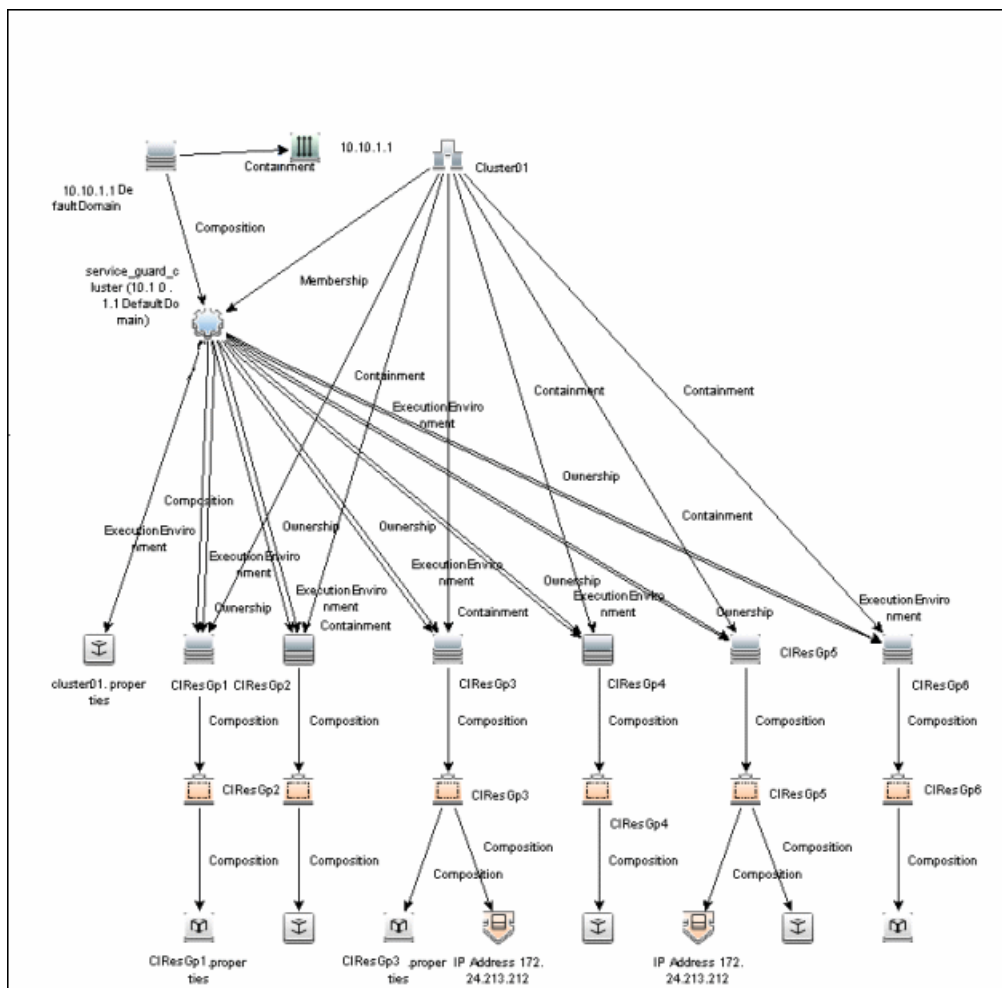 10.10.1.1
Containment
Cluster01
10.10.1.1 De
faultDomain
Composition
service_guard_c
luster (10.1 0 .
1.1 DefaultDo
main)
Membership
Containment
Containment
Containment
ExecutionEnviro
nment
Ownership
Composition
Containment
ExecutionEnviro
nment
Ownership
Ownership
ExecutionEnviro
nment
ExecutionEnviro
nment
Ownership
ExecutionEnviro
nment
ExecutionEnviro
nment
ExecutionEnviro
nment
Ownership
Containment
Containment
Ownership
cluster01.proper
ties
CIResGp1
CIResGp2
CIResGp3
CIResGp4
CIResGp5
CIResGp6
Composition
Composition
Composition
Composition
Composition
Composition
CIResGp2
CIResGp3
CIResGp4
CIResGp5
CIResGp6
Composition
Composition
Composition
Composition
Composition
Composition
Composition
CIResGp1.proper
ties
CIResGp3 .proper
ties
IP Address 172.
24.213.212
IP Address 172.
24.213.212